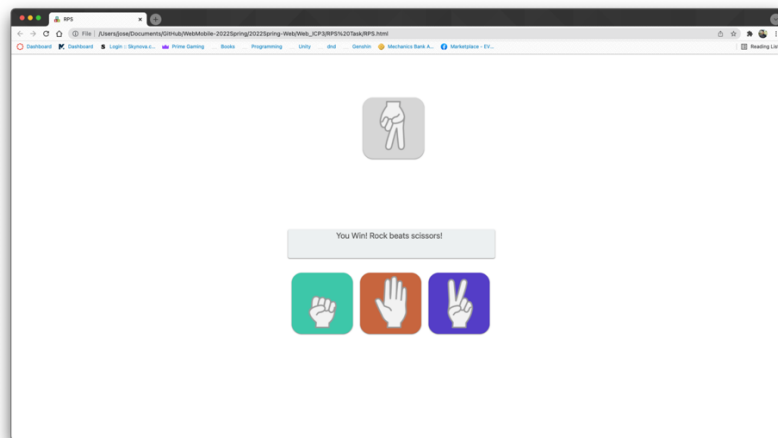 RPS
File | /Users/jose/Documents/GitHub/WebMobile-2022Spring/2022Spring-Web/Web_ICP3/RPS%20Task/RPS.html
Dashboard Dashboard Login :: Skynova.c... Prime Gaming Books Programming Unity dnd Genshin Mechanics Bank A... Marketplace - EV... Reading List
You Win! Rock beats scissors!